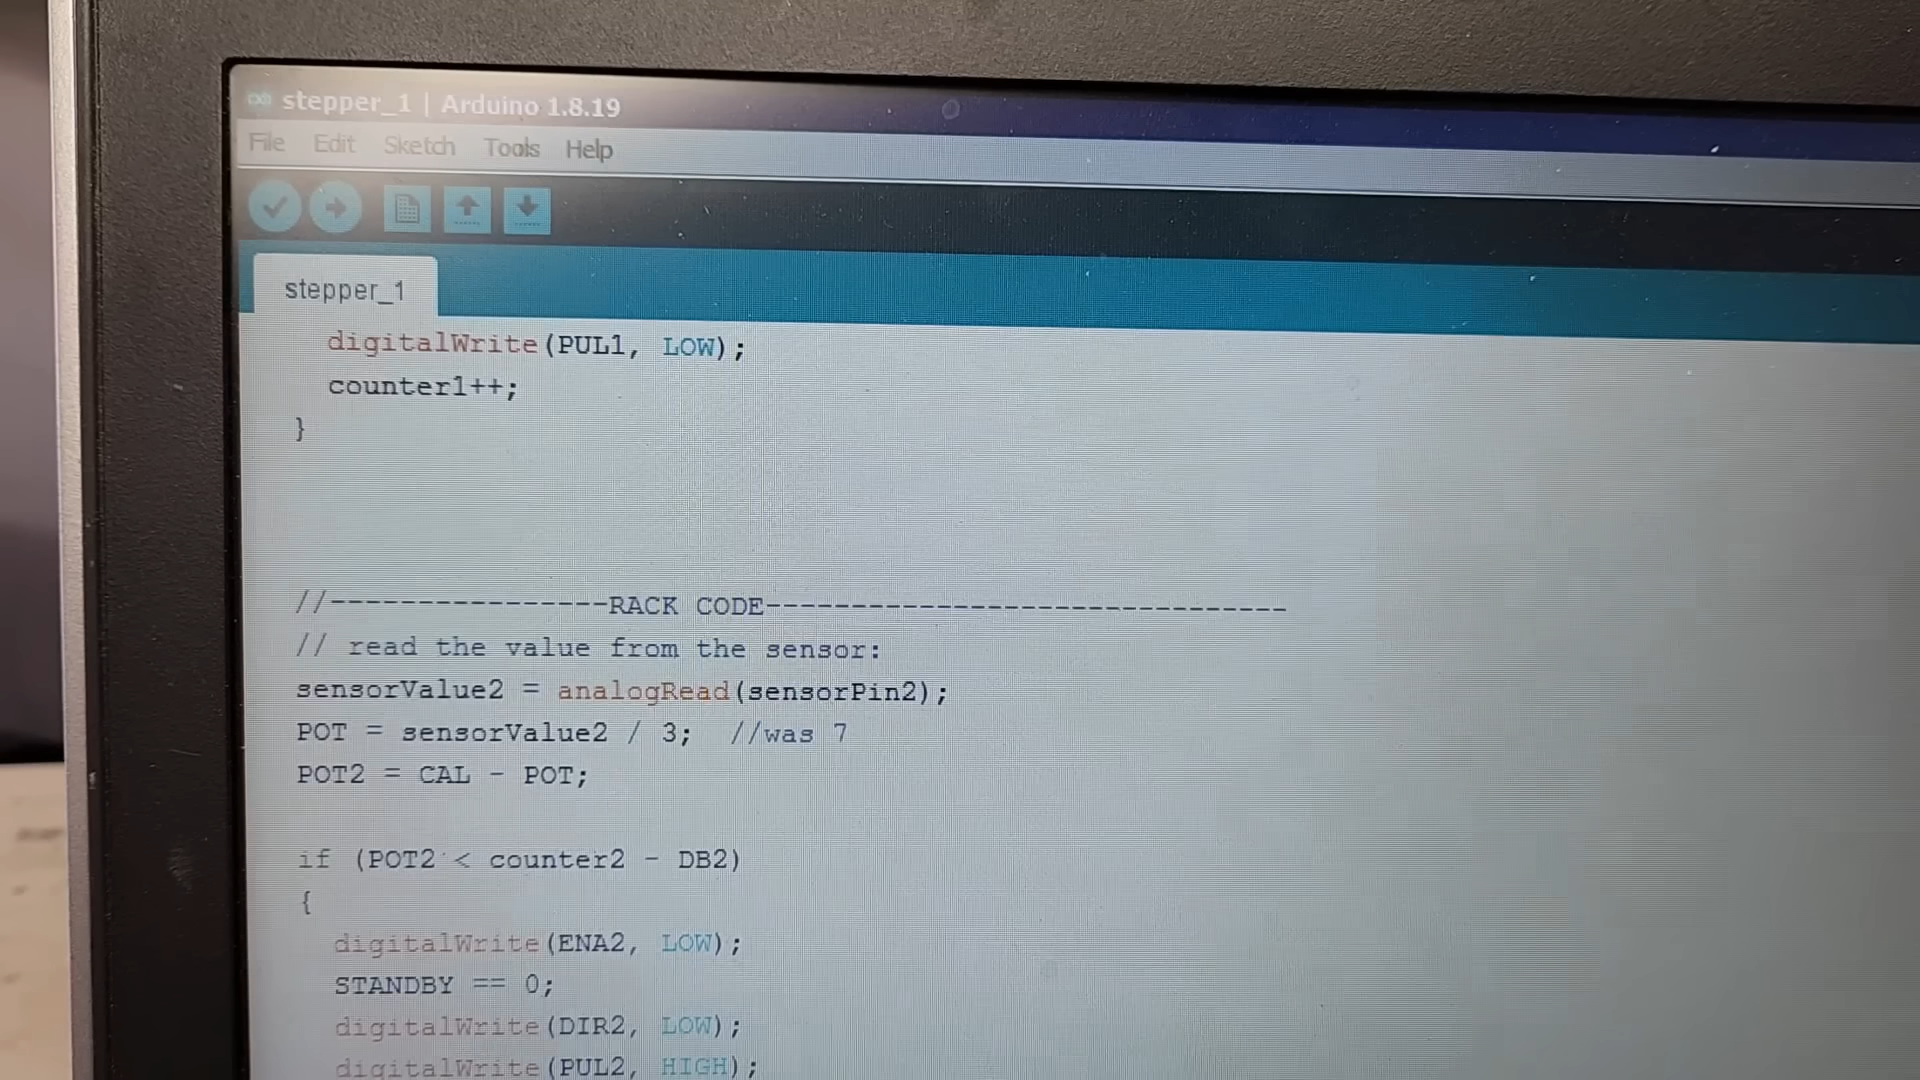 stepper_1 | Arduino 1.8.19
File Edit Sketch Tools Help
stepper_1
digitalWrite(PUL1, LOW);
counter1++;
}
//----------------RACK CODE------------------------------
// read the value from the sensor:
sensorValue2 = analogRead(sensorPin2);
POT = sensorValue2 / 3;  //was 7
POT2 = CAL - POT;
if (POT2 < counter2 - DB2)
{
digitalWrite(ENA2, LOW);
STANDBY == 0;
digitalWrite(DIR2, LOW);
digitalWrite(PUL2, HIGH);